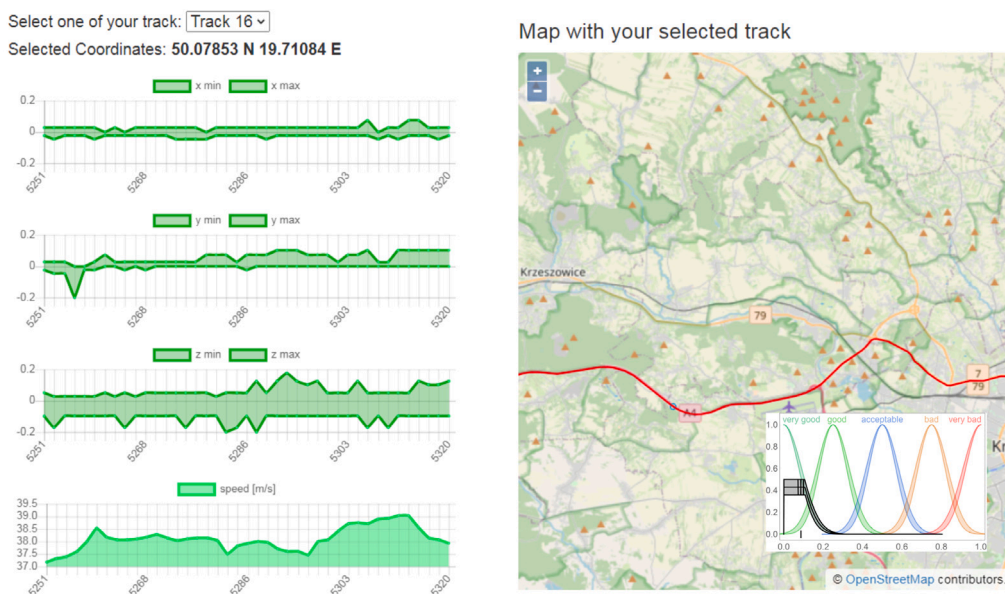 Select one of your track: Track 16
Selected Coordinates: 50.07853 N 19.71084 E
x min x max
0.2
0
-0.2
5251 5268 5286 5303 5320
y min y max
0.2
0
-0.2
5251 5268 5286 5303 5320
z min z max
0.2
0
-0.2
5251 5268 5286 5303 5320
speed [m/s]
39.5
39.0
38.5
38.0
37.5
37.0
5251 5268 5286 5303 5320
Map with your selected track
+
−
Krzeszowice
79
7
79
A4
very good good acceptable bad very bad
1.0
0.8
0.6
0.4
0.2
0.0
0.0 0.2 0.4 0.6 0.8 1.0
Kr
© OpenStreetMap contributors.